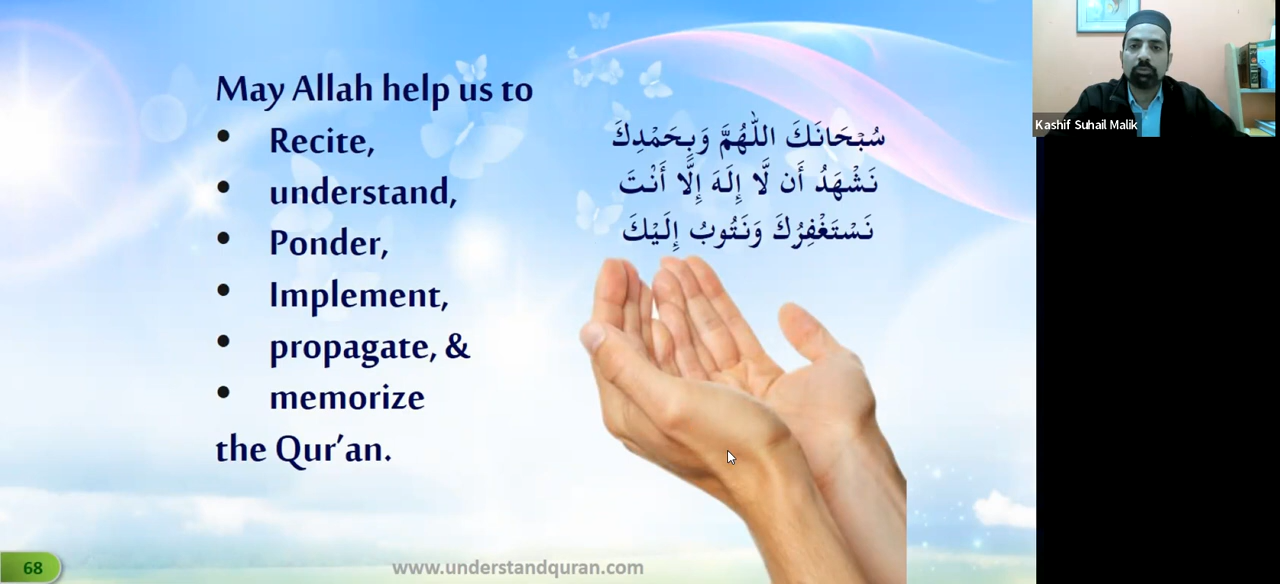 May Allah help us to
• Recite,
• understand,
• Ponder,
• Implement,
• propagate, &
• memorize
the Qur’an.
سُبْحَانَكَ اللّٰهُمَّ وَبِحَمْدِكَ
نَشْهَدُ أَن لَّا إِلَهَ إِلَّا أَنْتَ
نَسْتَغْفِرُكَ وَنَتُوبُ إِلَيْكَ
68
www.understandquran.com
Kashif Suhail Malik